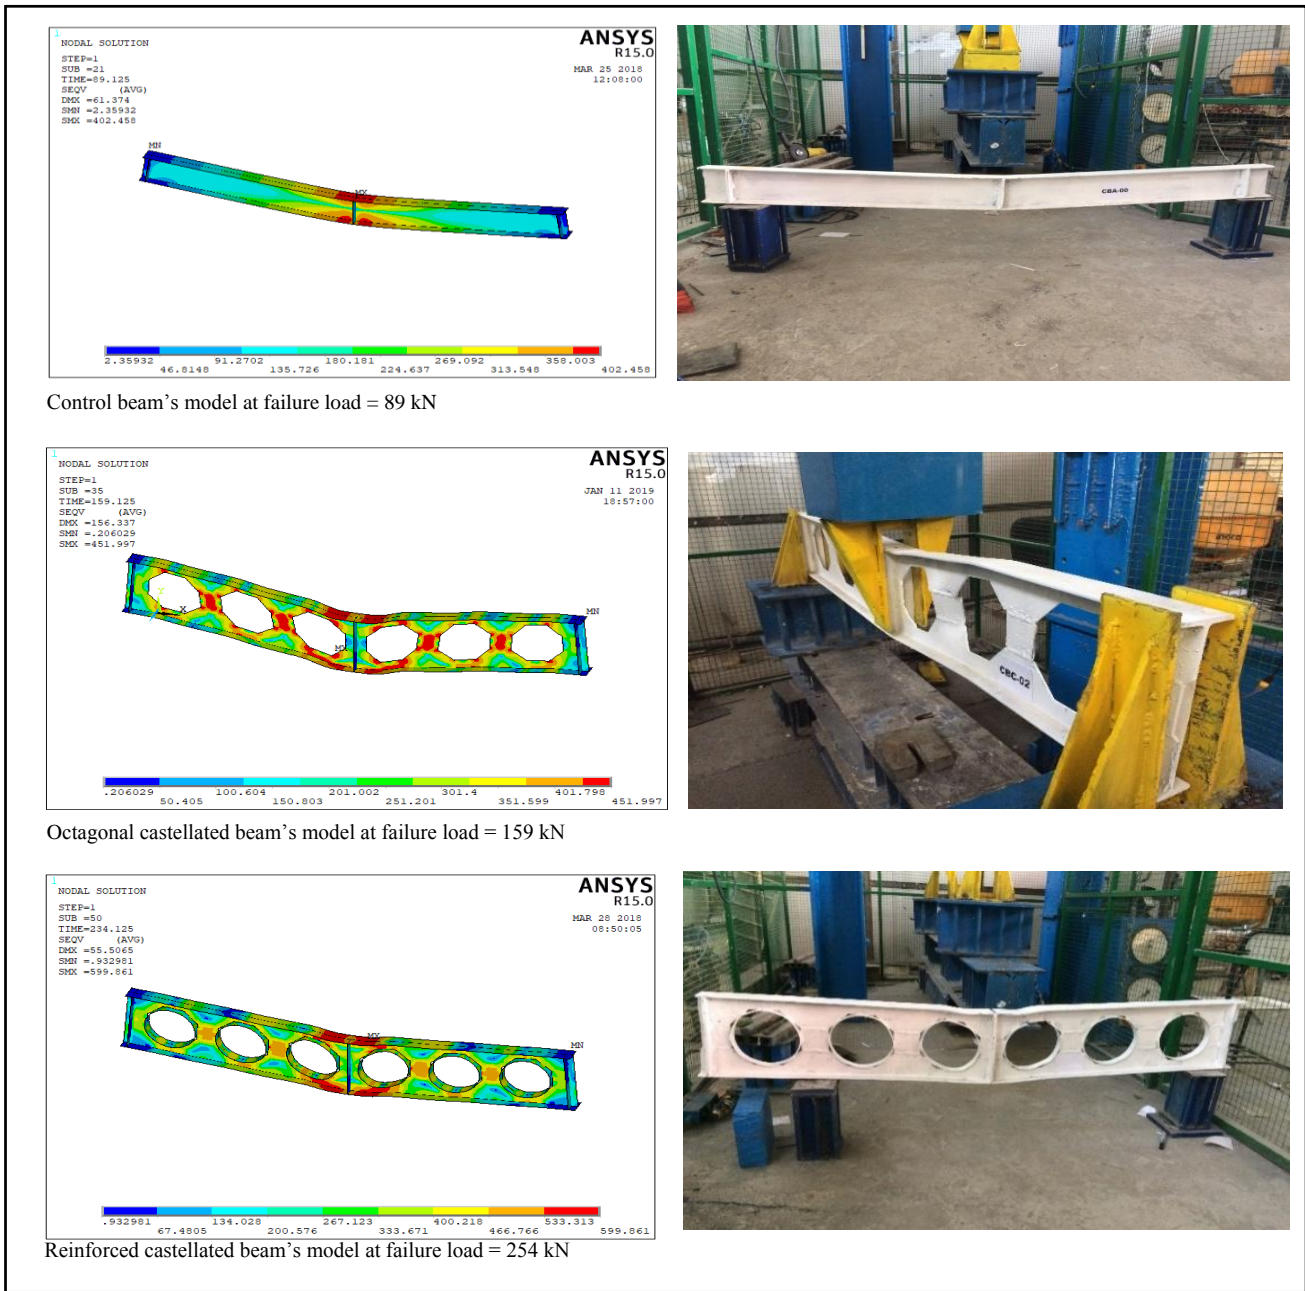 1
NODAL SOLUTION
STEP=1
SUB =21
TIME=89.125
SEQV (AVG)
DMX =61.374
SMN =2.35932
SMX =402.458
ANSYS
R15.0
MAR 25 2018
12:08:00
MN
MX
2.35932 91.2702 180.181 269.092 358.003
46.8148 135.726 224.637 313.548 402.458
CBA-00
Control beam’s model at failure load = 89 kN
1
NODAL SOLUTION
STEP=1
SUB =35
TIME=159.125
SEQV (AVG)
DMX =156.337
SMN =.206029
SMX =451.997
ANSYS
R15.0
JAN 11 2019
18:57:00
Y
X
MN
MX
.206029 100.604 201.002 301.4 401.798
50.405 150.803 251.201 351.599 451.997
CBC-02
Octagonal castellated beam’s model at failure load = 159 kN
1
NODAL SOLUTION
STEP=1
SUB =50
TIME=234.125
SEQV (AVG)
DMX =55.5065
SMN =.932981
SMX =599.861
ANSYS
R15.0
MAR 28 2018
08:50:05
MX
MN
.932981 134.028 267.123 400.218 533.313
67.4805 200.576 333.671 466.766 599.861
Reinforced castellated beam’s model at failure load = 254 kN